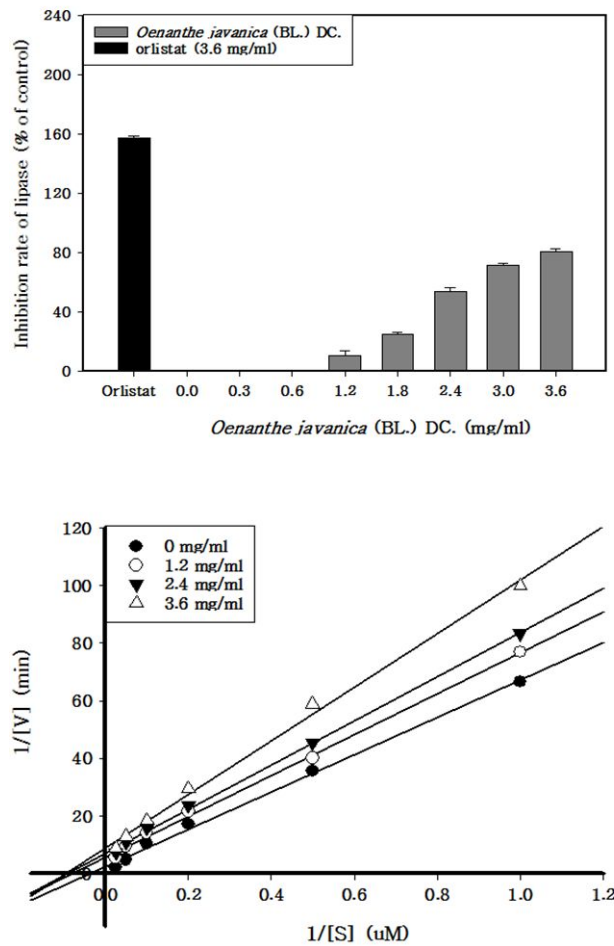 240
200
160
120
80
40
0
Inhibition rate of lipase (% of control)
Oenanthe javanica (BL.) DC.
orlistat (3.6 mg/ml)
Orlistat 0.0 0.3 0.6 1.2 1.8 2.4 3.0 3.6
Oenanthe javanica (BL.) DC. (mg/ml)
120
100
80
60
40
20
0
1/[V] (min)
0 mg/ml
1.2 mg/ml
2.4 mg/ml
3.6 mg/ml
0.0 0.2 0.4 0.6 0.8 1.0 1.2
1/[S] (uM)